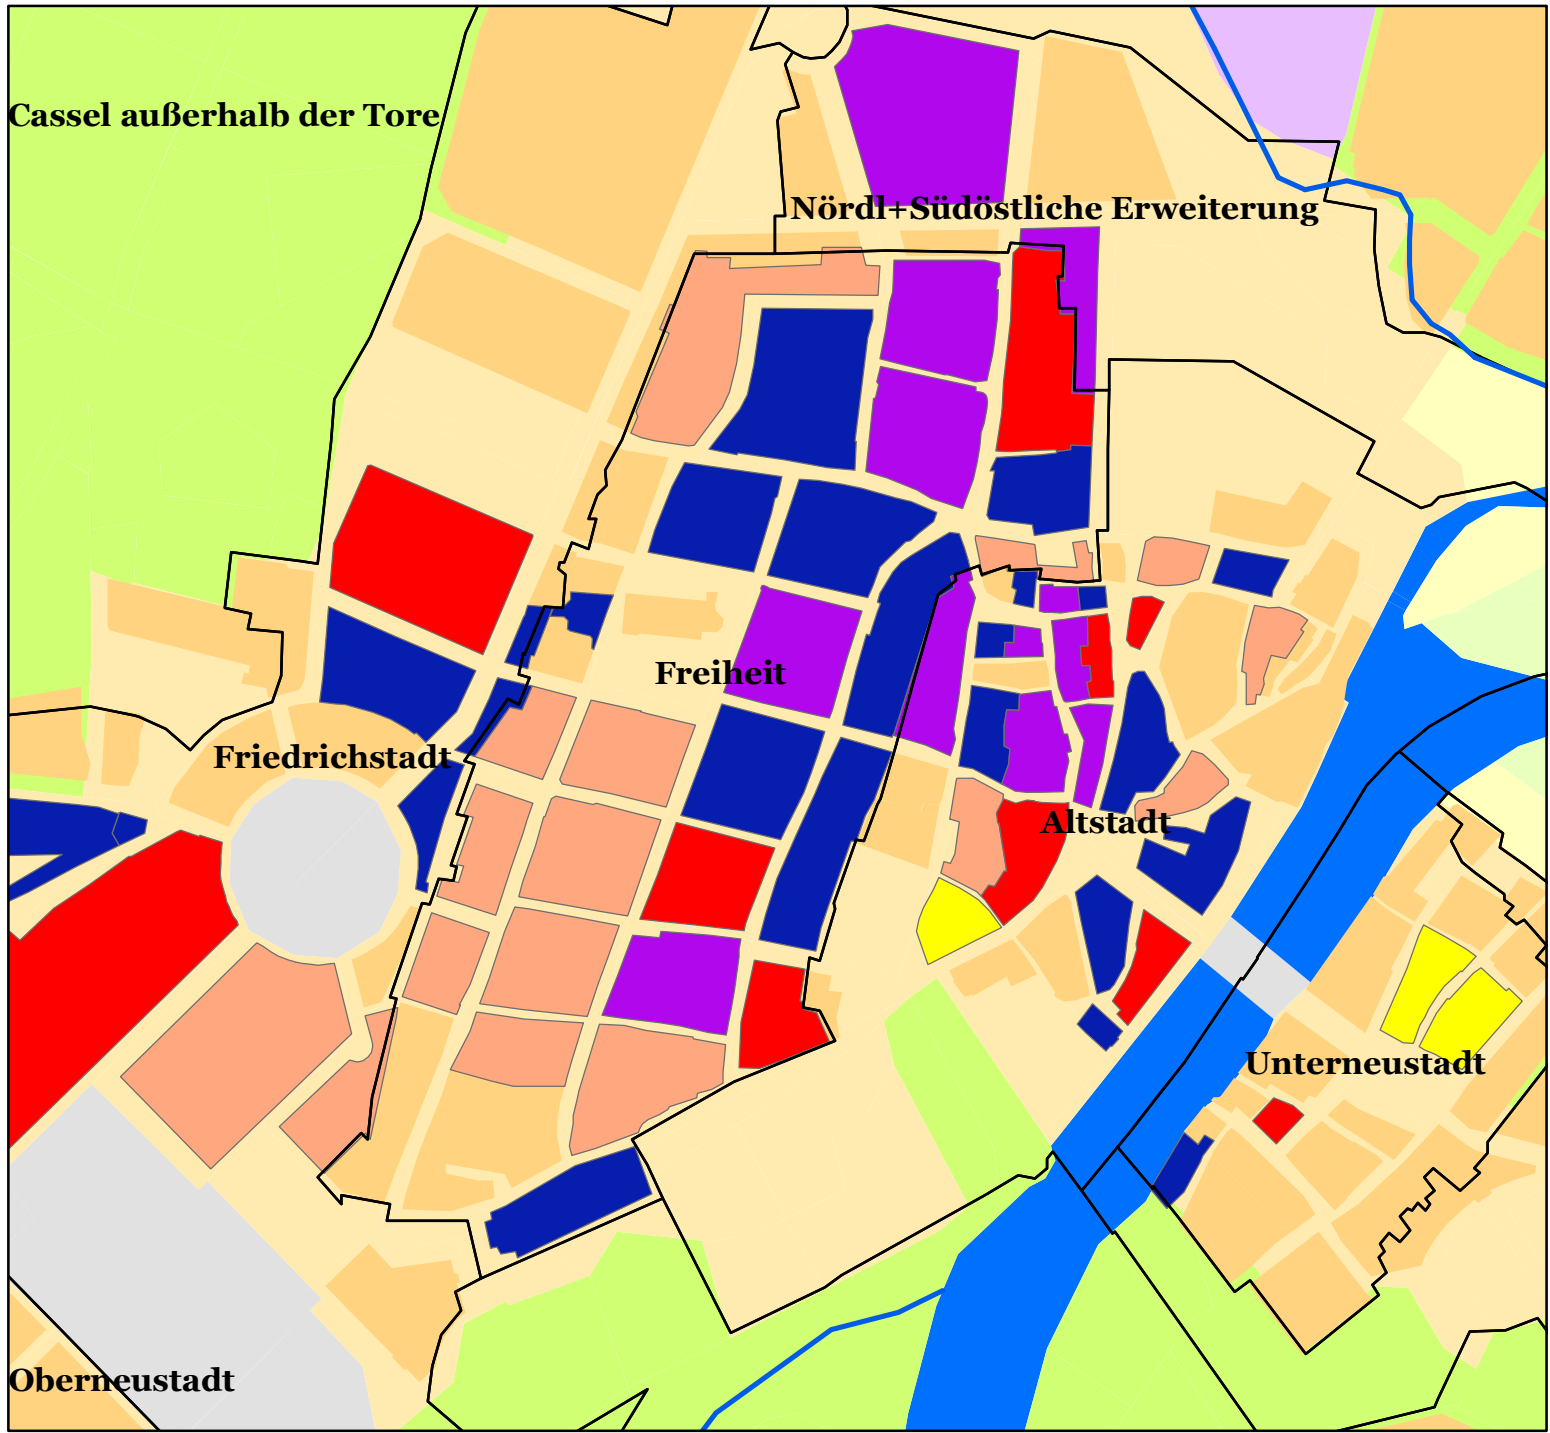 Cassel außerhalb der Tore
Nördl+Südöstliche Erweiterung
Freiheit
Friedrichstadt
Altstadt
Unterneustadt
Oberneustadt